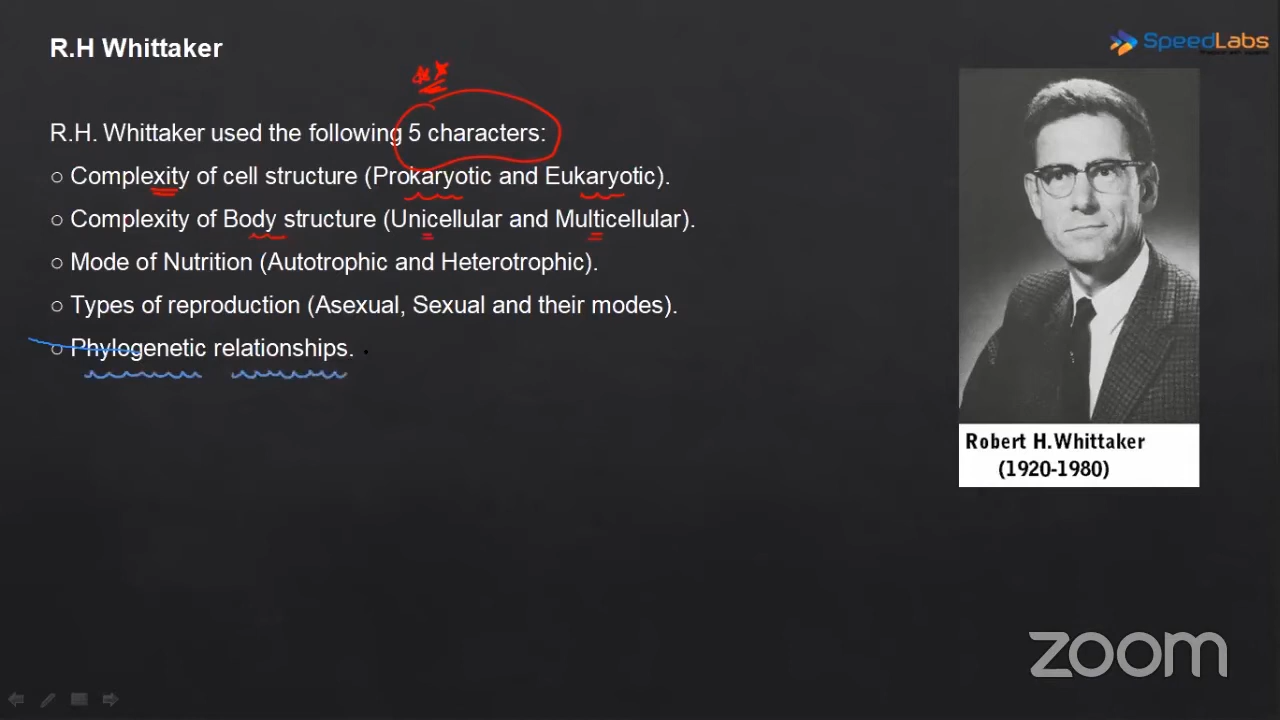 R.H Whittaker
SpeedLabs
R.H. Whittaker used the following 5 characters:
○ Complexity of cell structure (Prokaryotic and Eukaryotic).
○ Complexity of Body structure (Unicellular and Multicellular).
○ Mode of Nutrition (Autotrophic and Heterotrophic).
○ Types of reproduction (Asexual, Sexual and their modes).
○ Phylogenetic relationships.
Robert H. Whittaker
(1920-1980)
zoom